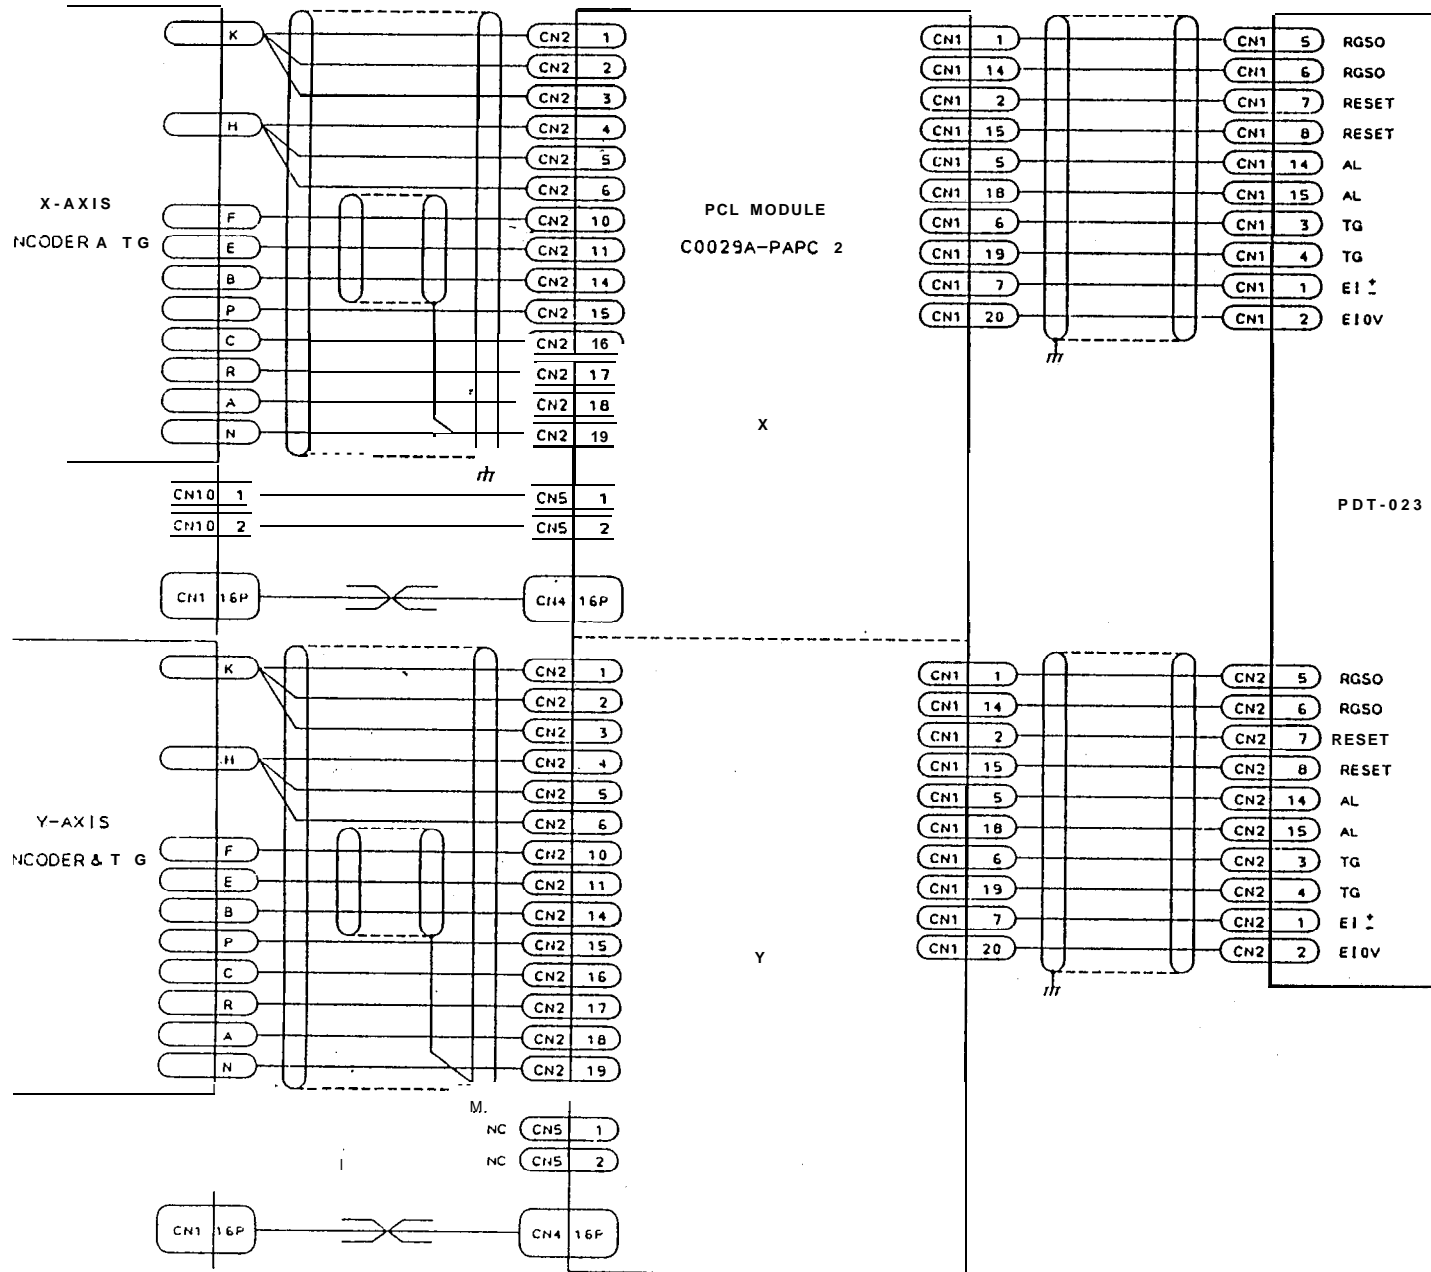 K CN2 1 CN1 1 CN1 5 RGSO
CN2 2 CN1 14 CN1 6 RGSO
CN2 3 CN1 2 CN1 7 RESET
H CN2 4 CN1 15 CN1 8 RESET
CN2 5 CN1 5 CN1 14 AL
CN2 6 CN1 18 CN1 15 AL
X-AXIS PCL MODULE
F CN2 10 CN1 6 CN1 3 TG
NCODER A TG E CN2 11 C0029A-PAPC 2 CN1 19 CN1 4 TG
B CN2 14 CN1 7 CN1 1 EI ±
P CN2 15 CN1 20 CN1 2 EI0V
C CN2 16
R CN2 17
A CN2 18
X
N CN2 19
CN10 1 CN5 1
PDT-023
CN10 2 CN5 2
CN1 16P CN4 16P
K CN2 1 CN1 1 CN2 5 RGSO
CN2 2 CN1 14 CN2 6 RGSO
CN2 3 CN1 2 CN2 7 RESET
H CN2 4 CN1 15 CN2 8 RESET
CN2 5 CN1 5 CN2 14 AL
Y-AXIS CN2 6 CN1 18 CN2 15 AL
NCODER & T G F CN2 10 CN1 6 CN2 3 TG
E CN2 11 CN1 19 CN2 4 TG
B CN2 14 CN1 7 CN2 1 EI ±
P CN2 15 CN1 20 CN2 2 EI0V
Y
C CN2 16
R CN2 17
A CN2 18
N CN2 19
M.
NC CN5 1
NC CN5 2
CN1 16P CN4 16P